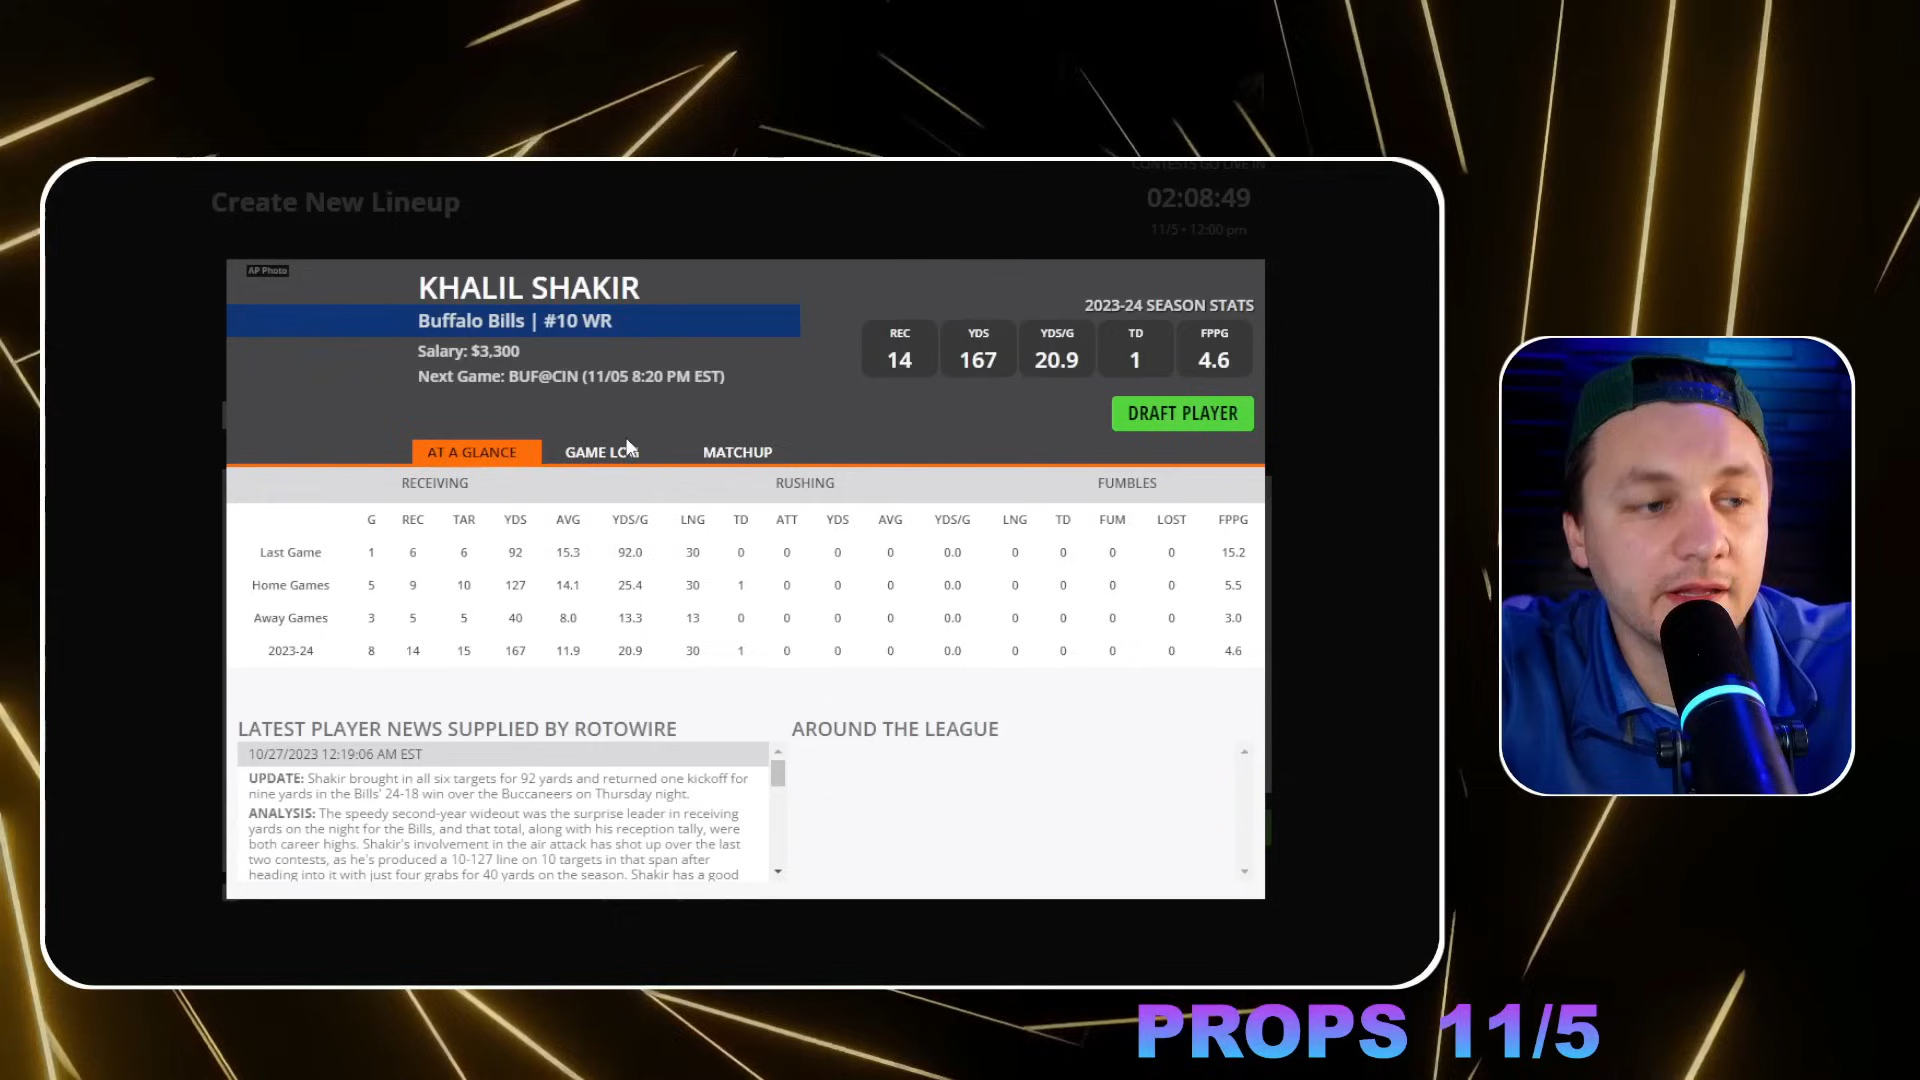 CONTESTS GO LIVE IN
Create New Lineup
02:08:49
11/5 • 12:00 pm
AP Photo
KHALIL SHAKIR
Buffalo Bills | #10 WR
Salary: $3,300
Next Game: BUF@CIN (11/05 8:20 PM EST)
2023-24 SEASON STATS
REC YDS YDS/G TD FPPG
14 167 20.9 1 4.6
DRAFT PLAYER
AT A GLANCE GAME LOG MATCHUP
RECEIVING RUSHING FUMBLES
G REC TAR YDS AVG YDS/G LNG TD ATT YDS AVG YDS/G LNG TD FUM LOST FPPG
Last Game 1 6 6 92 15.3 92.0 30 0 0 0 0 0.0 0 0 0 0 15.2
Home Games 5 9 10 127 14.1 25.4 30 1 0 0 0 0.0 0 0 0 0 5.5
Away Games 3 5 5 40 8.0 13.3 13 0 0 0 0 0.0 0 0 0 0 3.0
2023-24 8 14 15 167 11.9 20.9 30 1 0 0 0 0.0 0 0 0 0 4.6
LATEST PLAYER NEWS SUPPLIED BY ROTOWIRE
10/27/2023 12:19:06 AM EST
UPDATE: Shakir brought in all six targets for 92 yards and returned one kickoff for
nine yards in the Bills' 24-18 win over the Buccaneers on Thursday night.
ANALYSIS: The speedy second-year wideout was the surprise leader in receiving
yards on the night for the Bills, and that total, along with his reception tally, were
both career highs. Shakir's involvement in the air attack has shot up over the last
two contests, as he's produced a 10-127 line on 10 targets in that span after
heading into it with just four grabs for 40 yards on the season. Shakir has a good
AROUND THE LEAGUE
PROPS 11/5